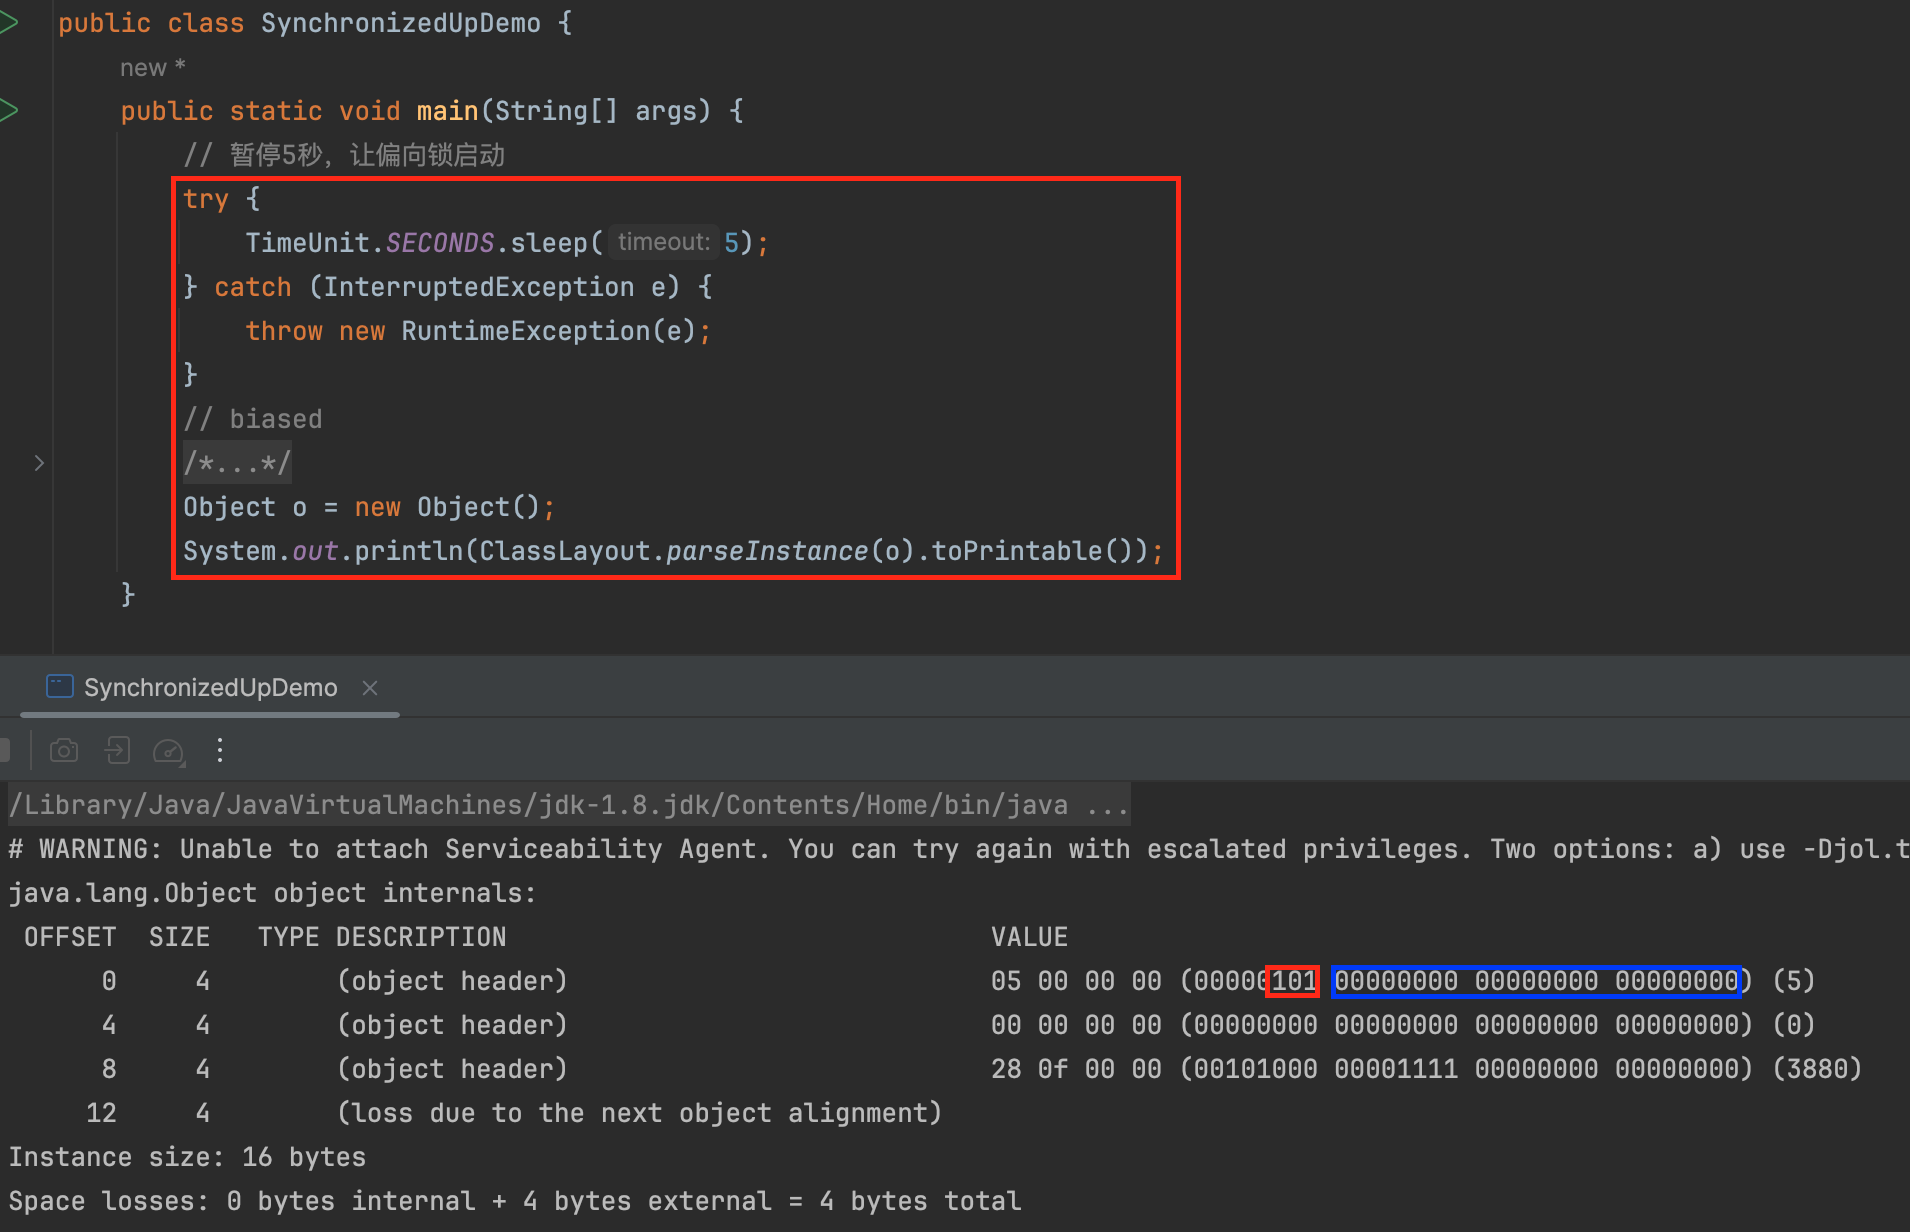 public class SynchronizedUpDemo {
new *
public static void main(String[] args) {
// 暂停5秒，让偏向锁启动
try {
TimeUnit.SECONDS.sleep( timeout: 5);
} catch (InterruptedException e) {
throw new RuntimeException(e);
}
// biased
/*...*/
Object o = new Object();
System.out.println(ClassLayout.parseInstance(o).toPrintable());
}
SynchronizedUpDemo
/Library/Java/JavaVirtualMachines/jdk-1.8.jdk/Contents/Home/bin/java ...
# WARNING: Unable to attach Serviceability Agent. You can try again with escalated privileges. Two options: a) use -Djol.t
java.lang.Object object internals:
OFFSET SIZE TYPE DESCRIPTION VALUE
0 4 (object header) 05 00 00 00 (00000101 00000000 00000000 00000000) (5)
4 4 (object header) 00 00 00 00 (00000000 00000000 00000000 00000000) (0)
8 4 (object header) 28 0f 00 00 (00101000 00001111 00000000 00000000) (3880)
12 4 (loss due to the next object alignment)
Instance size: 16 bytes
Space losses: 0 bytes internal + 4 bytes external = 4 bytes total